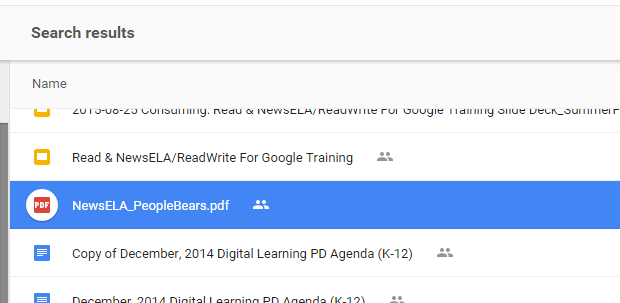 Search results
Name
2015-08-25 Consuming: Read & NewsELA/ReadWrite For Google Training Slide Deck_SummerP
Read & NewsELA/ReadWrite For Google Training
PDF NewsELA_PeopleBears.pdf
Copy of December, 2014 Digital Learning PD Agenda (K-12)
December, 2014 Digital Learning PD Agenda (K-12)